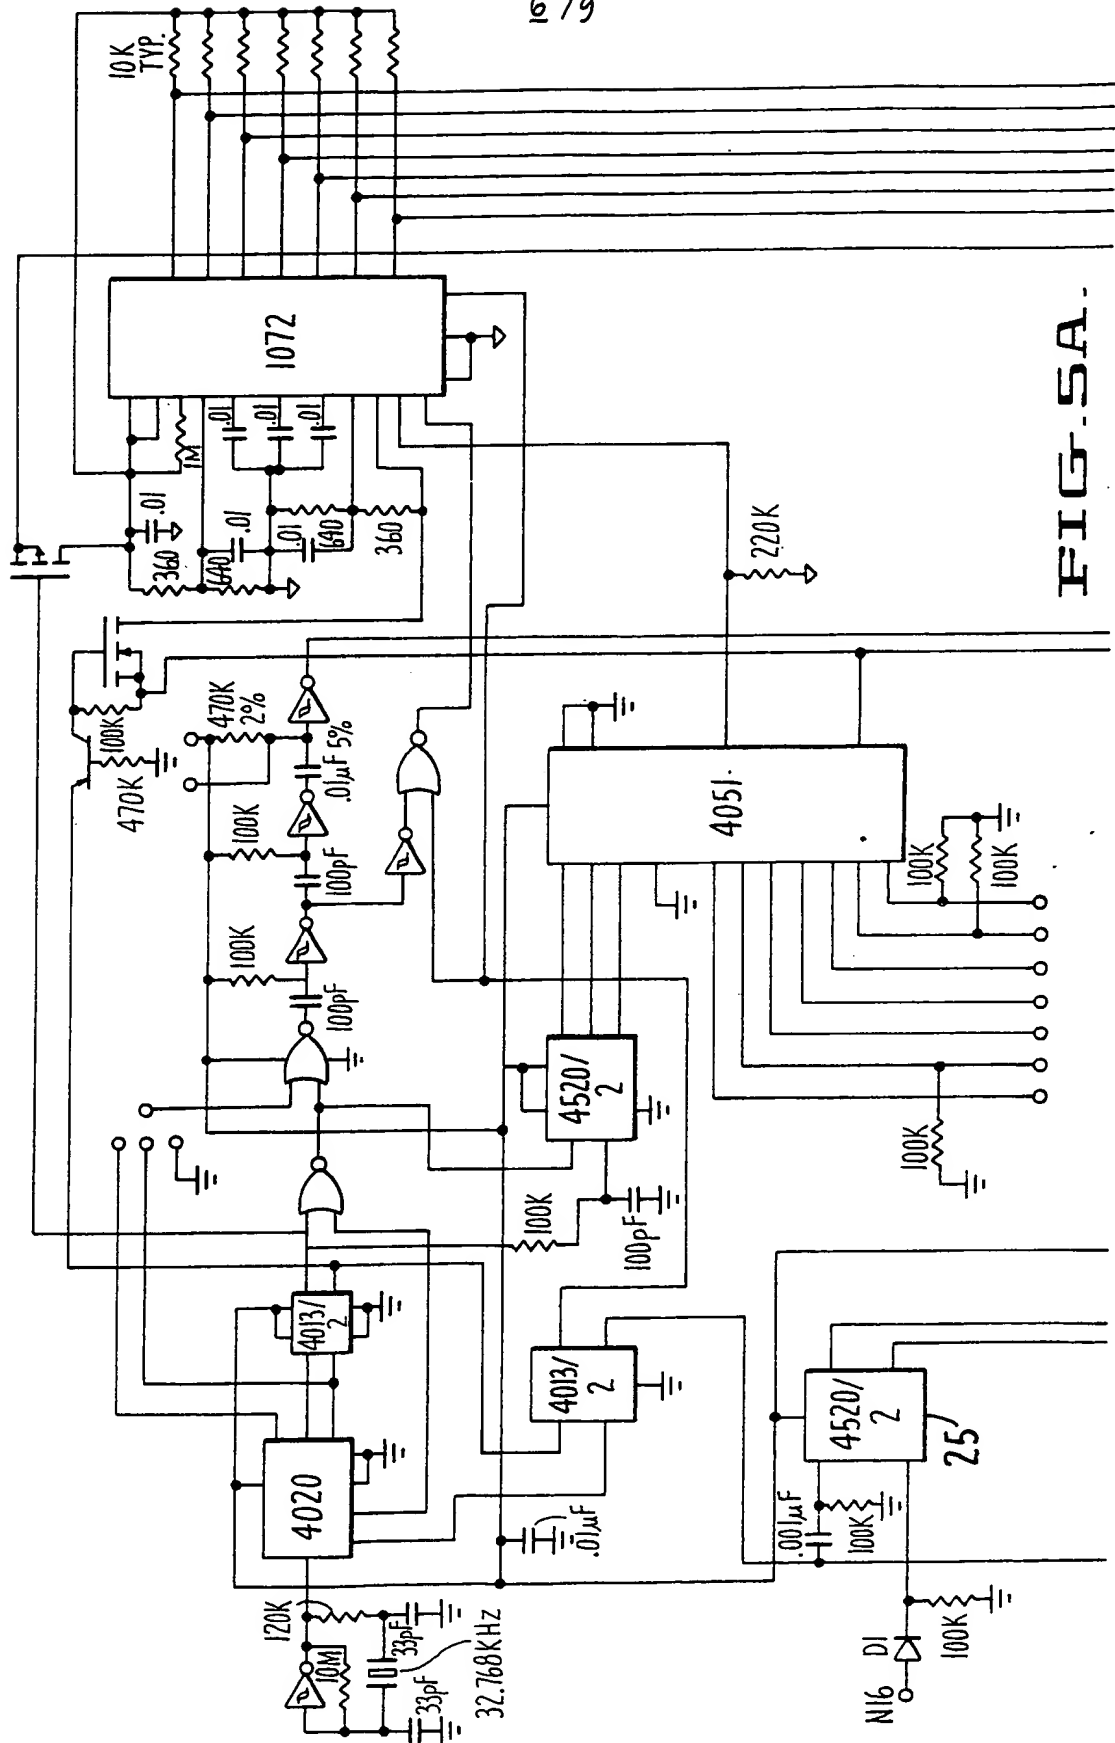 6/9
10K
TYP.
1072
1M
.01
.01
.01
.01
360
640
.01
.01
640
360
100K
470K
470K
2%
.01µF 5%
100K
100pF
100K
100pF
220K
4051.
100K
100K
100K
4520/
2
100K
100pF
4013/
2
4020
4013/
2
.01µF
120K
10M
33pF
33pF
32.768KHz
4520/
2
25
.001µF
100K
D1
N16
100K
FIG. 5A.